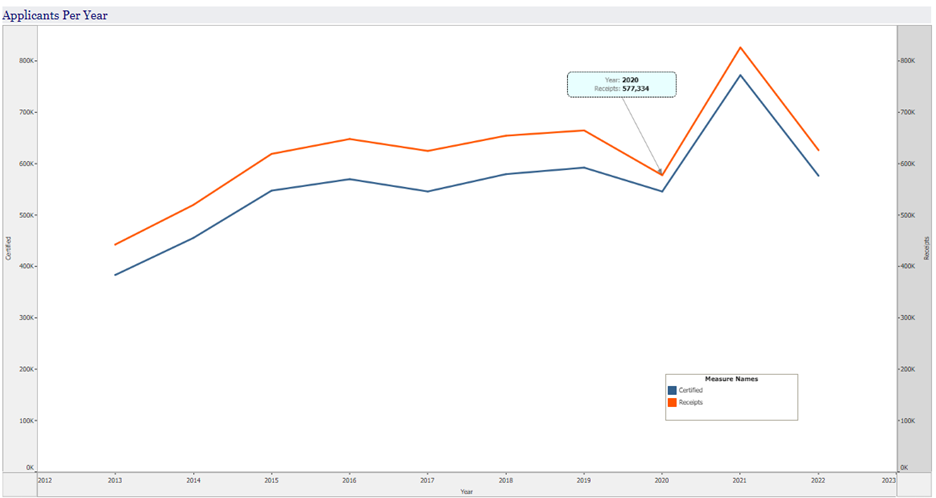 Applicants Per Year
800K
700K
600K
500K
400K
300K
200K
100K
0K
Certified
Year: 2020
Receipts: 577,334
Measure Names
Certified
Receipts
800K
700K
600K
500K
400K
300K
200K
100K
0K
Receipts
2012 2013 2014 2015 2016 2017 2018 2019 2020 2021 2022 2023
Year